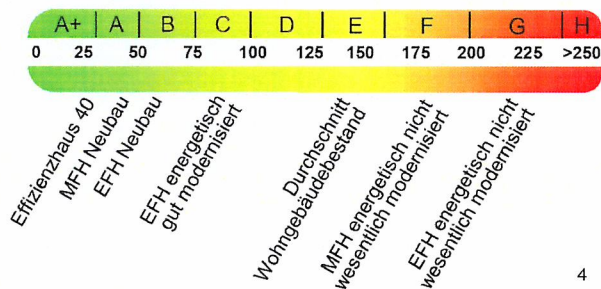 A+ A B C D E F G H
0 25 50 75 100 125 150 175 200 225 >250
Effizienzhaus 40
MFH Neubau
EFH Neubau
EFH energetisch
gut modernisiert
Durchschnitt
Wohngebäudebestand
MFH energetisch nicht
wesentlich modernisiert
EFH energetisch nicht
wesentlich modernisiert
4